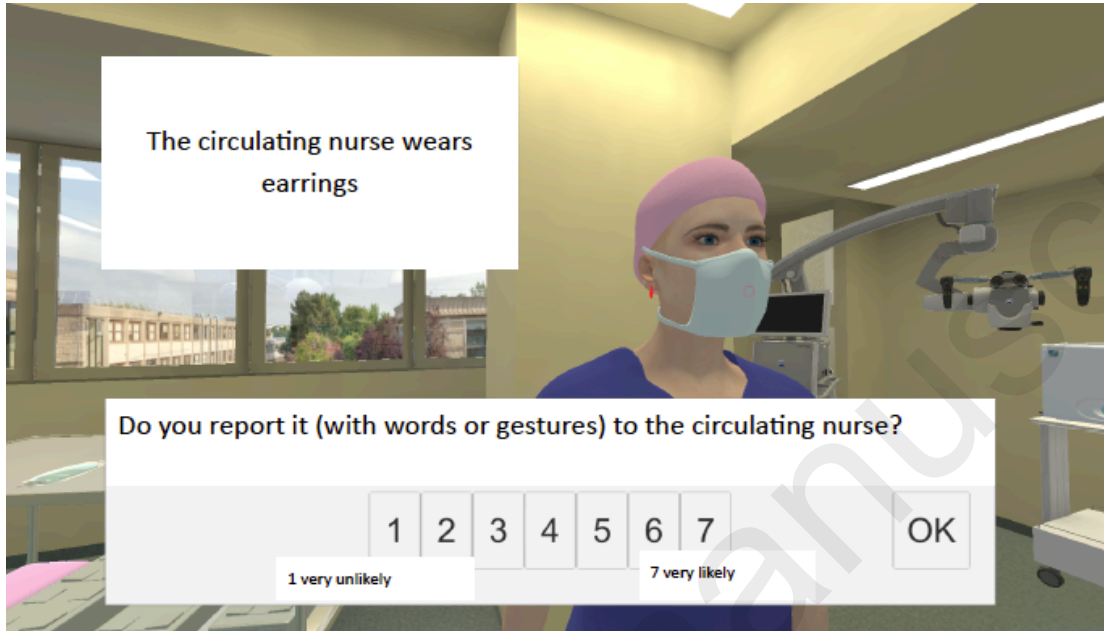 The circulating nurse wears
earrings
Do you report it (with words or gestures) to the circulating nurse?
1 2 3 4 5 6 7 OK
1 very unlikely 7 very likely
anusc